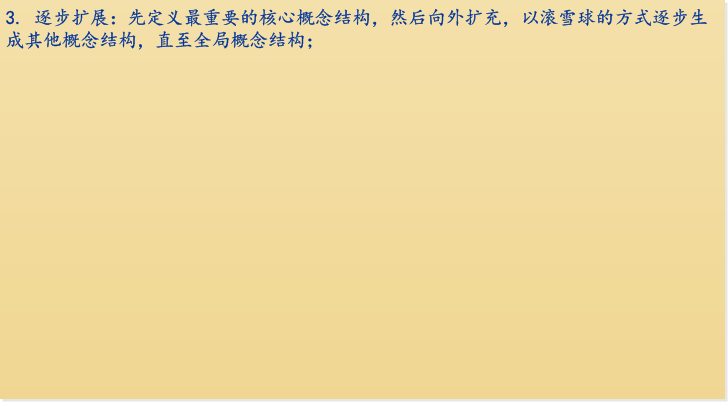 3. 逐步扩展：先定义最重要的核心概念结构，然后向外扩充，以滚雪球的方式逐步生
成其他概念结构，直至全局概念结构；